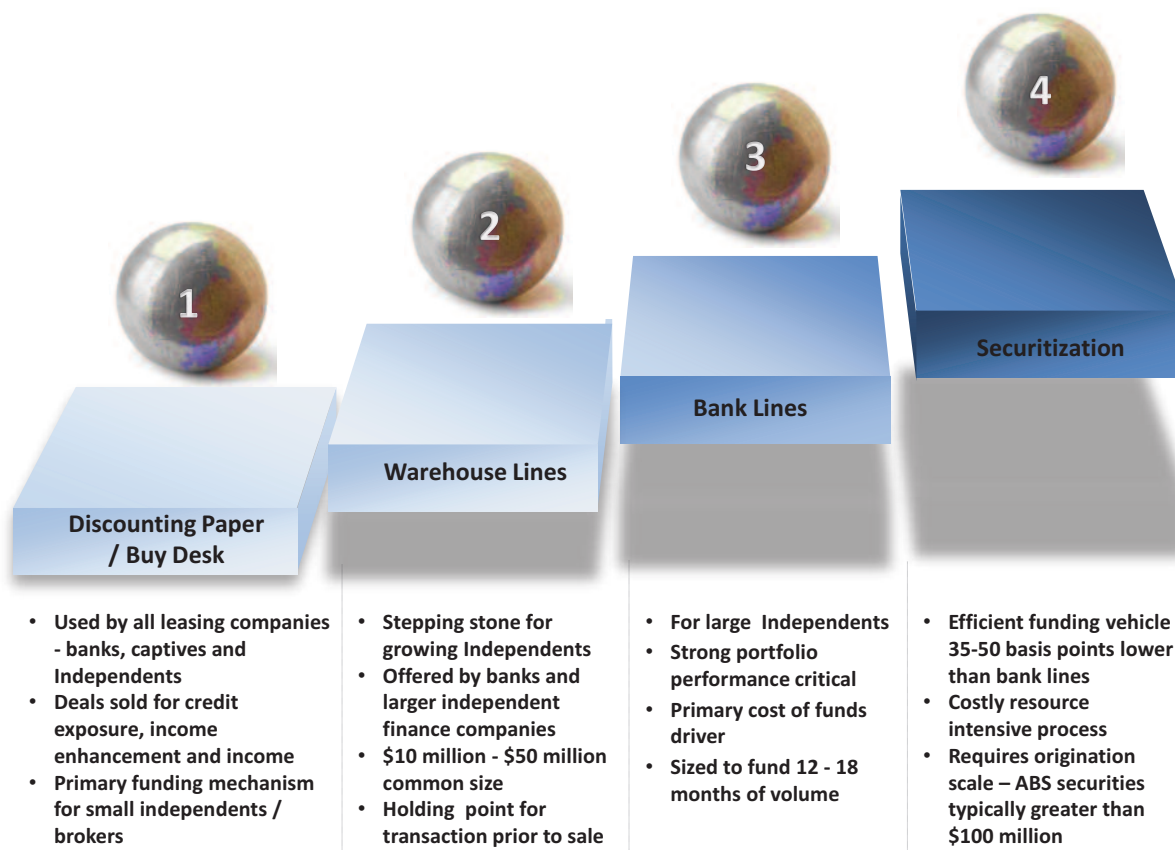 1
2
3
4
Discounting Paper
/ Buy Desk
Warehouse Lines
Bank Lines
Securitization
• Used by all leasing companies
- banks, captives and
Independents
• Deals sold for credit
exposure, income
enhancement and income
• Primary funding mechanism
for small independents /
brokers
• Stepping stone for
growing Independents
• Offered by banks and
larger independent
finance companies
• $10 million - $50 million
common size
• Holding point for
transaction prior to sale
• For large Independents
• Strong portfolio
performance critical
• Primary cost of funds
driver
• Sized to fund 12 - 18
months of volume
• Efficient funding vehicle
35-50 basis points lower
than bank lines
• Costly resource
intensive process
• Requires origination
scale – ABS securities
typically greater than
$100 million